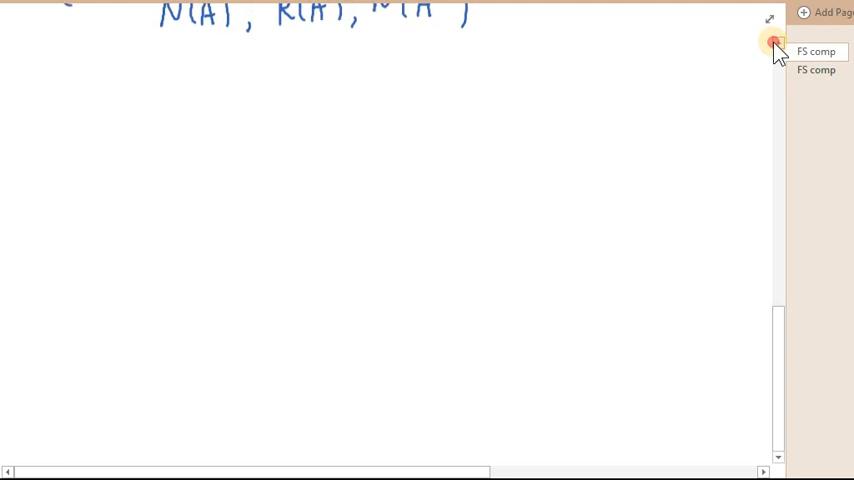 N(A), R(A), N(A )
Add Page
FS comp
FS comp